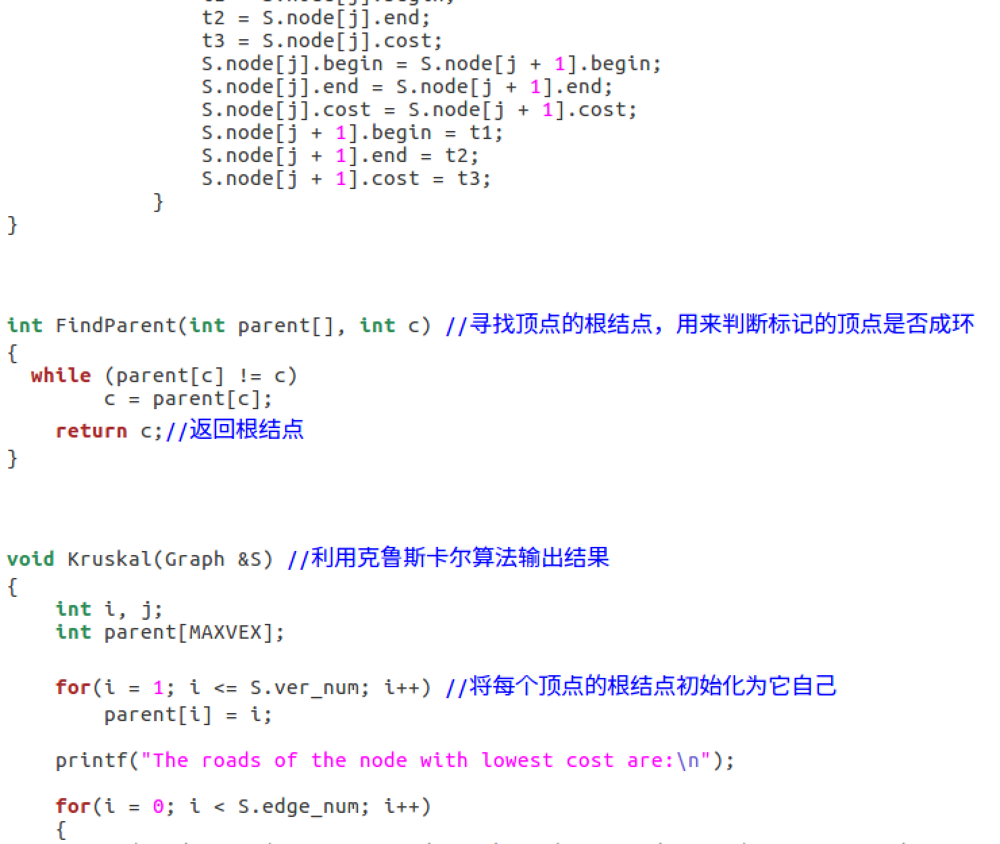 t2 = S.node[j].end;
t3 = S.node[j].cost;
S.node[j].begin = S.node[j + 1].begin;
S.node[j].end = S.node[j + 1].end;
S.node[j].cost = S.node[j + 1].cost;
S.node[j + 1].begin = t1;
S.node[j + 1].end = t2;
S.node[j + 1].cost = t3;
}
}
int FindParent(int parent[], int c) //寻找顶点的根结点，用来判断标记的顶点是否成环
{
while (parent[c] != c)
c = parent[c];
return c;//返回根结点
}
void Kruskal(Graph &S) //利用克鲁斯卡尔算法输出结果
{
int i, j;
int parent[MAXVEX];
for(i = 1; i <= S.ver_num; i++) //将每个顶点的根结点初始化为它自己
parent[i] = i;
printf("The roads of the node with lowest cost are:\n");
for(i = 0; i < S.edge_num; i++)
{